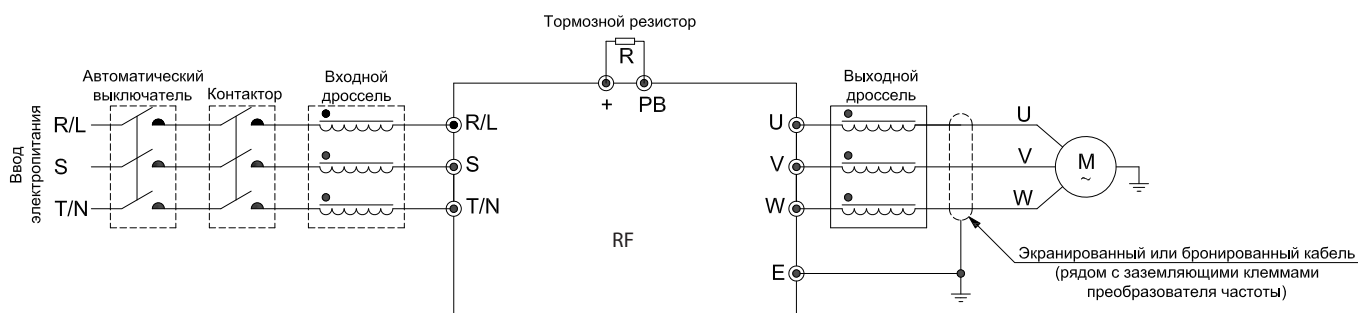 Тормозной резистор
R
+
PB
Автоматический
выключатель
Контактор
Входной
дроссель
Выходной
дроссель
Ввод
электропитания
R/L
S
T/N
R/L
S
T/N
RF
U
V
W
E
U
V
W
M
~
Экранированный или бронированный кабель
(рядом с заземляющими клеммами
преобразователя частоты)